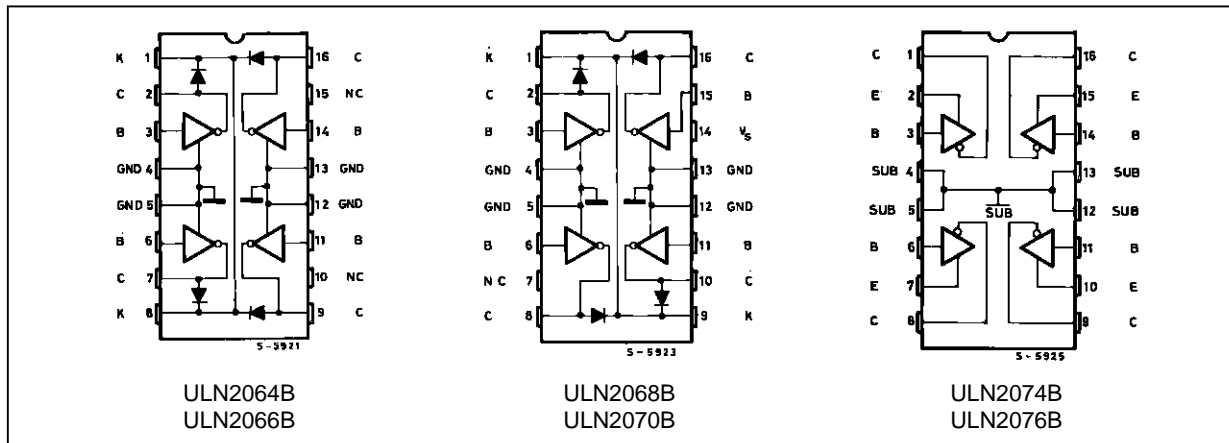 K 1 16 C
C 2 15 NC
B 3 14 B
GND 4 13 GND
GND 5 12 GND
B 6 11 B
C 7 10 NC
K 8 9 C
S-5921
ULN2064B
ULN2066B
K 1 16 C
C 2 15 B
B 3 14 Vs
GND 4 13 GND
GND 5 12 GND
B 6 11 B
NC 7 10 C
C 8 9 K
S-5923
ULN2068B
ULN2070B
C 1 16 C
E 2 15 E
B 3 14 B
SUB 4 13 SUB
SUB
SUB 5 12 SUB
B 6 11 B
E 7 10 E
C 8 9 C
S-5925
ULN2074B
ULN2076B